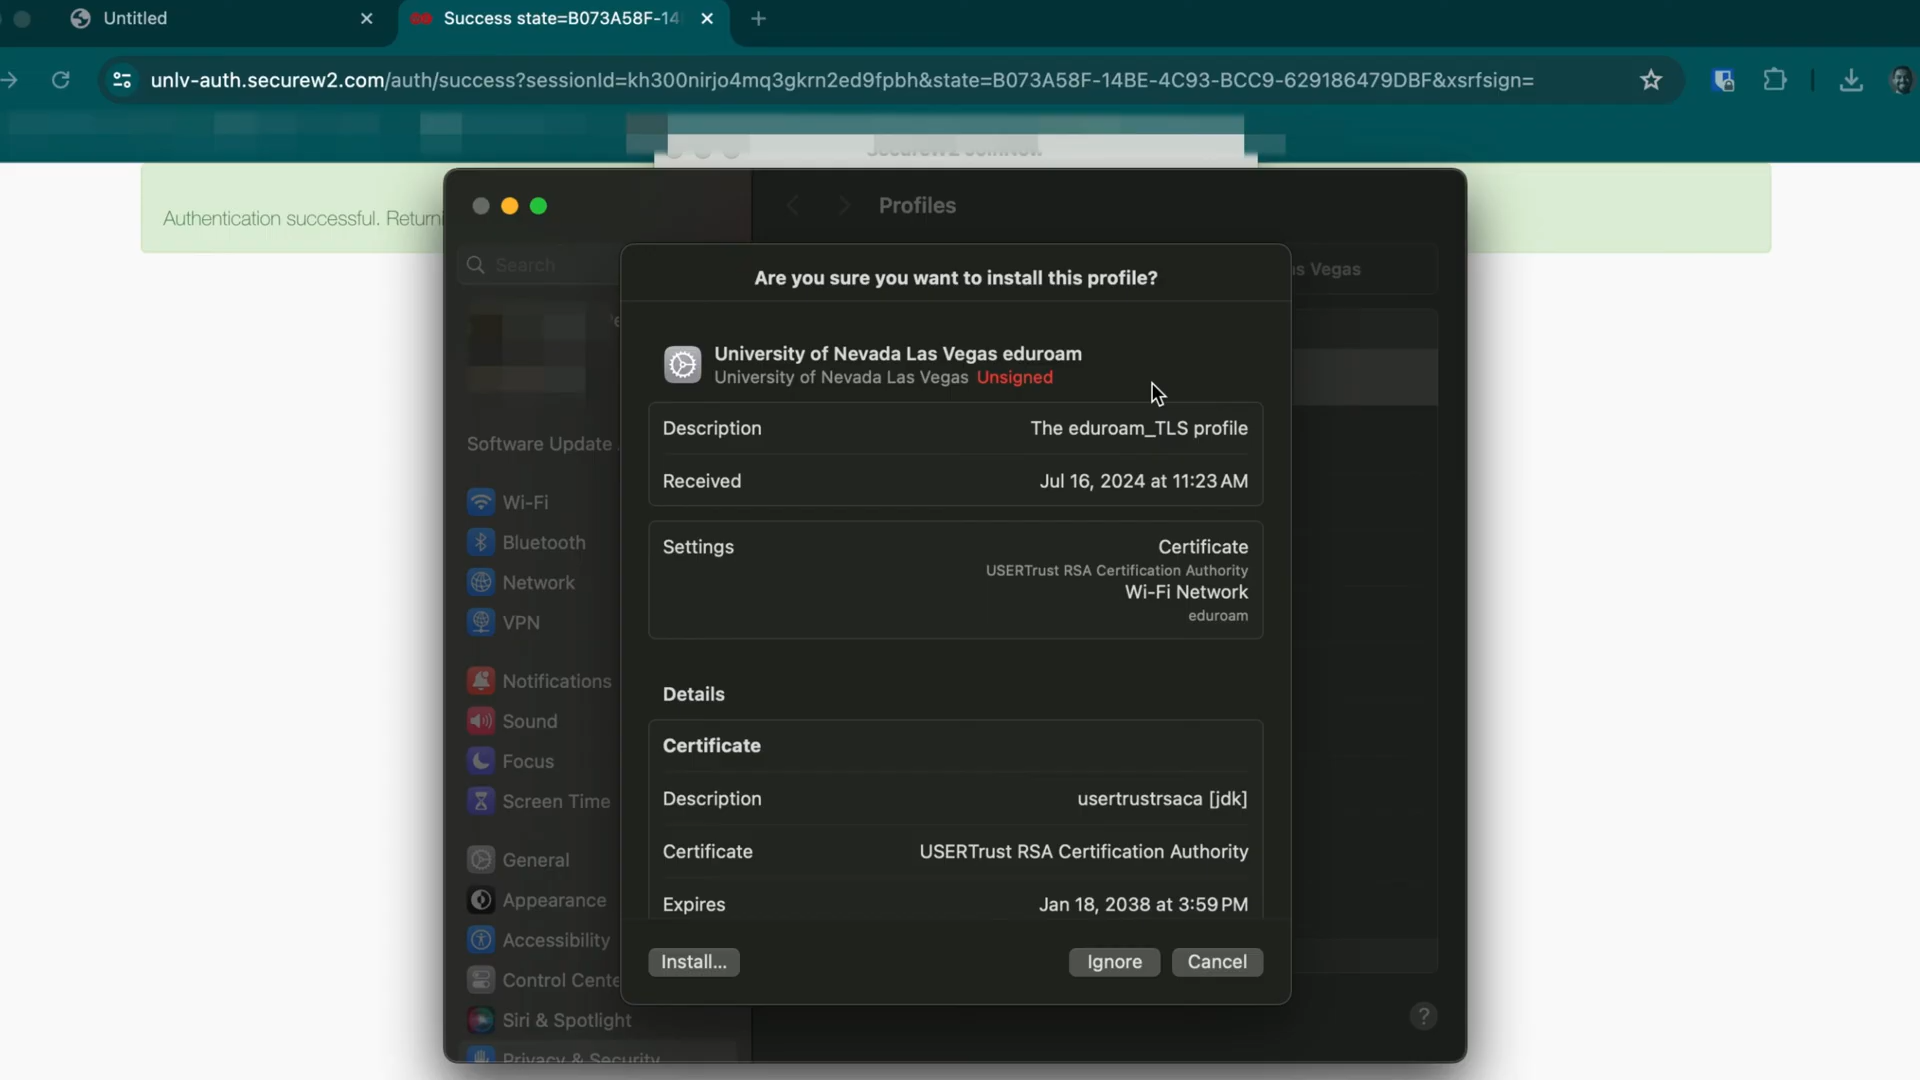 Untitled
Success state=B073A58F-14
unlv-auth.securew2.com/auth/success?sessionId=kh300nirjo4mq3gkrn2ed9fpbh&state=B073A58F-14BE-4C93-BCC9-629186479DBF&xsrfsign=
Authentication successful.
Profiles
Search
s Vegas
Are you sure you want to install this profile?
University of Nevada Las Vegas eduroam
University of Nevada Las Vegas Unsigned
Description The eduroam_TLS profile
Received Jul 16, 2024 at 11:23 AM
Settings Certificate
USERTrust RSA Certification Authority
Wi-Fi Network
eduroam
Details
Certificate
Description usertrustrsaca [jdk]
Certificate USERTrust RSA Certification Authority
Expires Jan 18, 2038 at 3:59 PM
Install...
Ignore
Cancel
Software Update
Wi-Fi
Bluetooth
Network
VPN
Notifications
Sound
Focus
Screen Time
General
Appearance
Accessibility
Control Cente
Siri & Spotlight
Privacy & Security
?